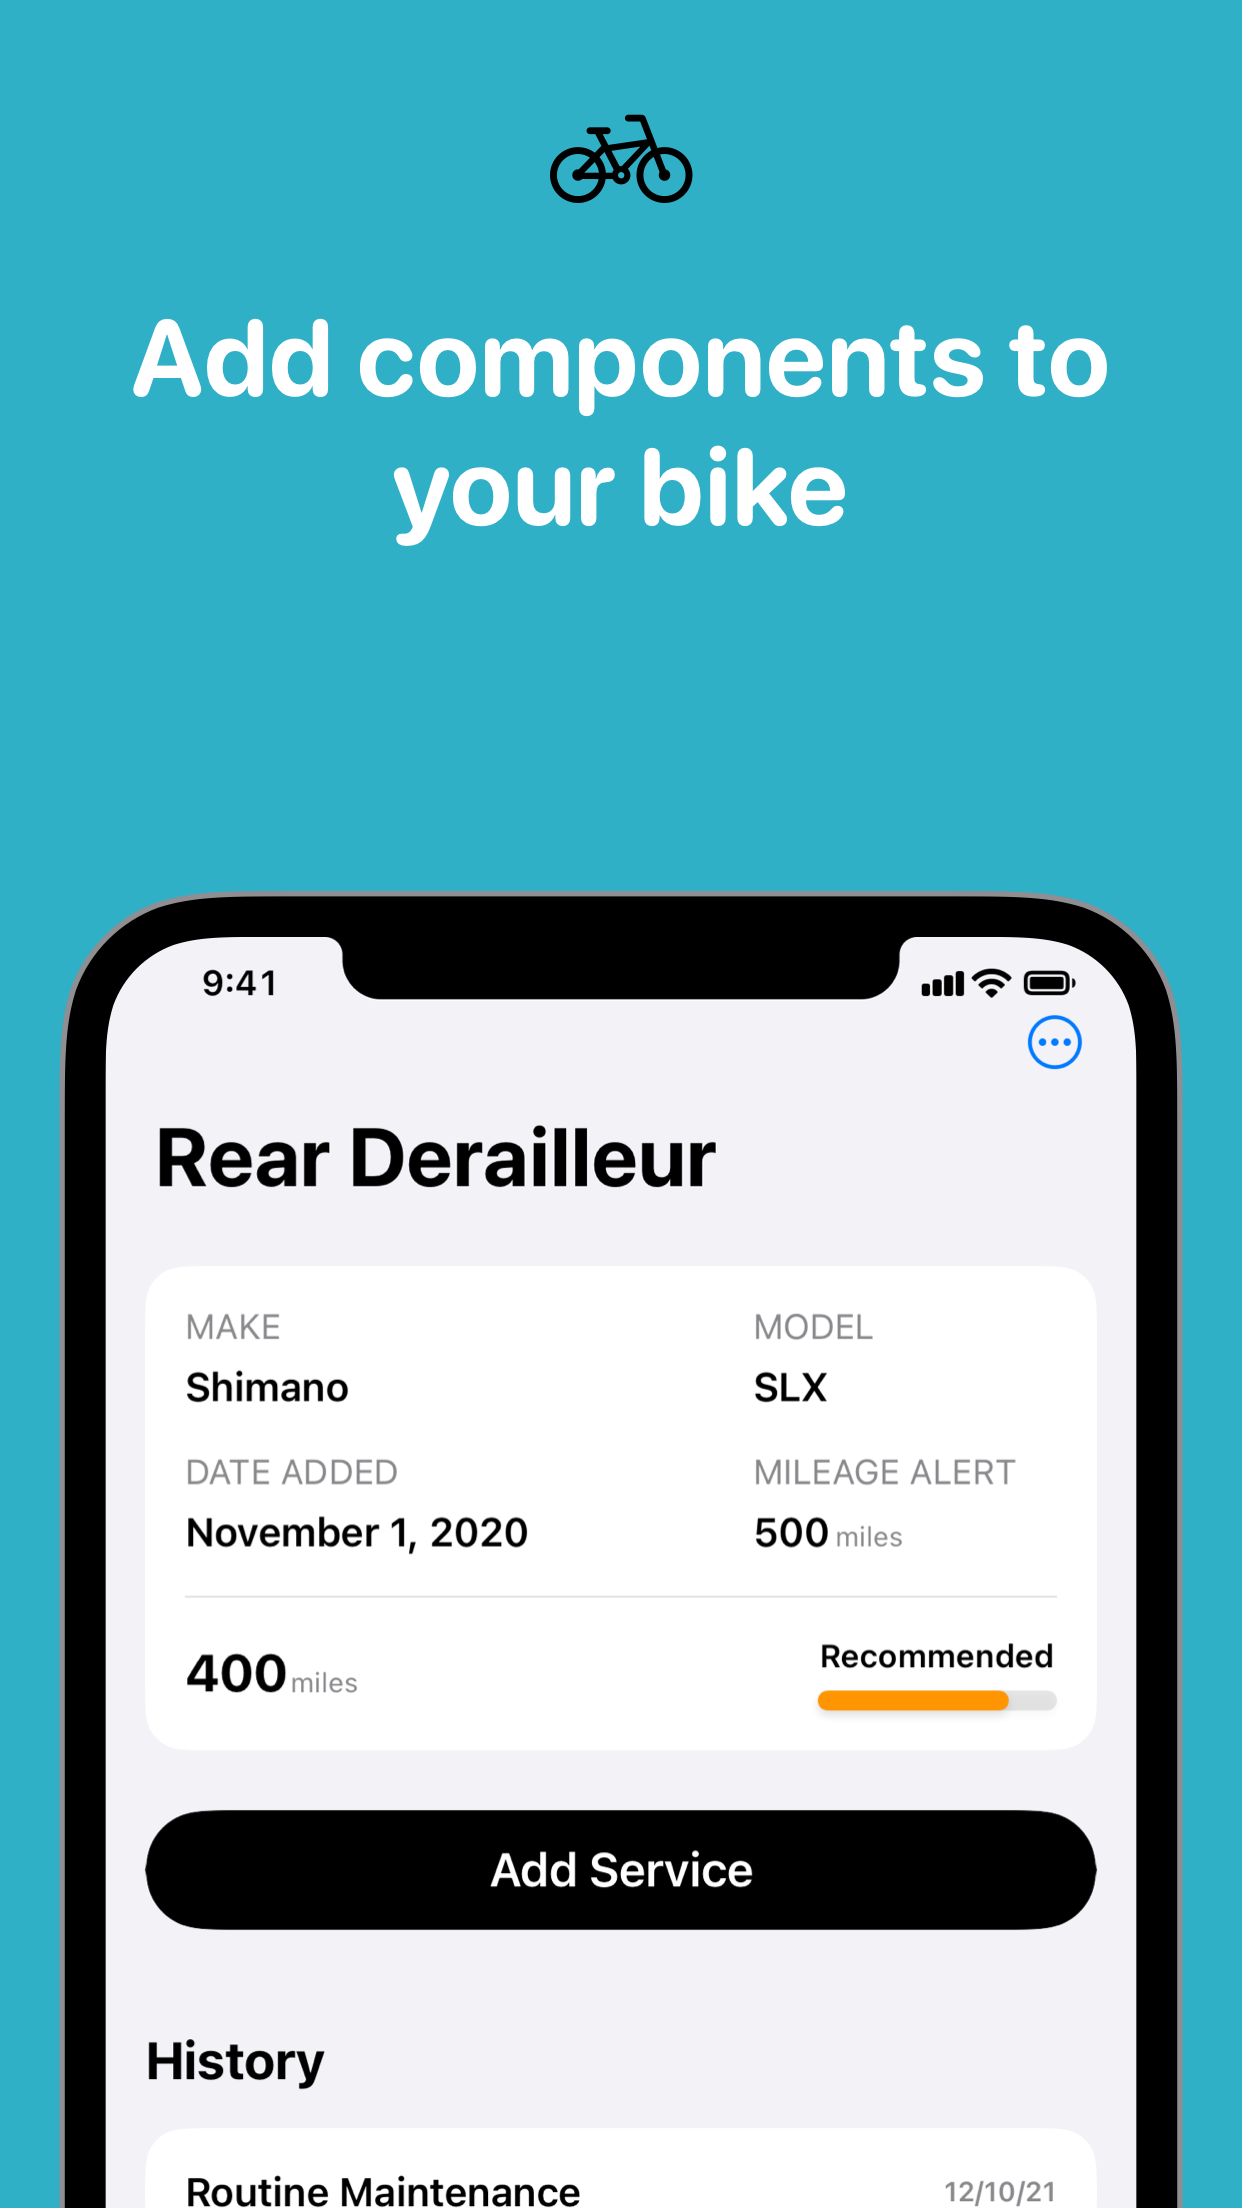 Add components to
your bike
9:41
Rear Derailleur
MAKE MODEL
Shimano SLX
DATE ADDED MILEAGE ALERT
November 1, 2020 500 miles
Recommended
400 miles
Add Service
History
Routine Maintenance 12/10/21